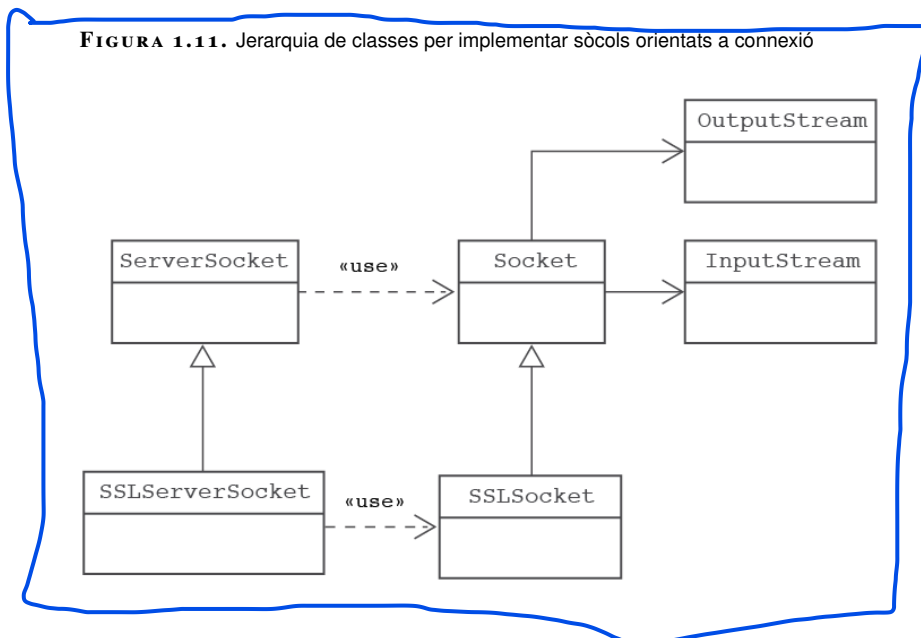 FIGURA 1.11. Jerarquia de classes per implementar sòcols orientats a connexió
OutputStream
ServerSocket
«use»
Socket
InputStream
SSLServerSocket
«use»
SSLSocket